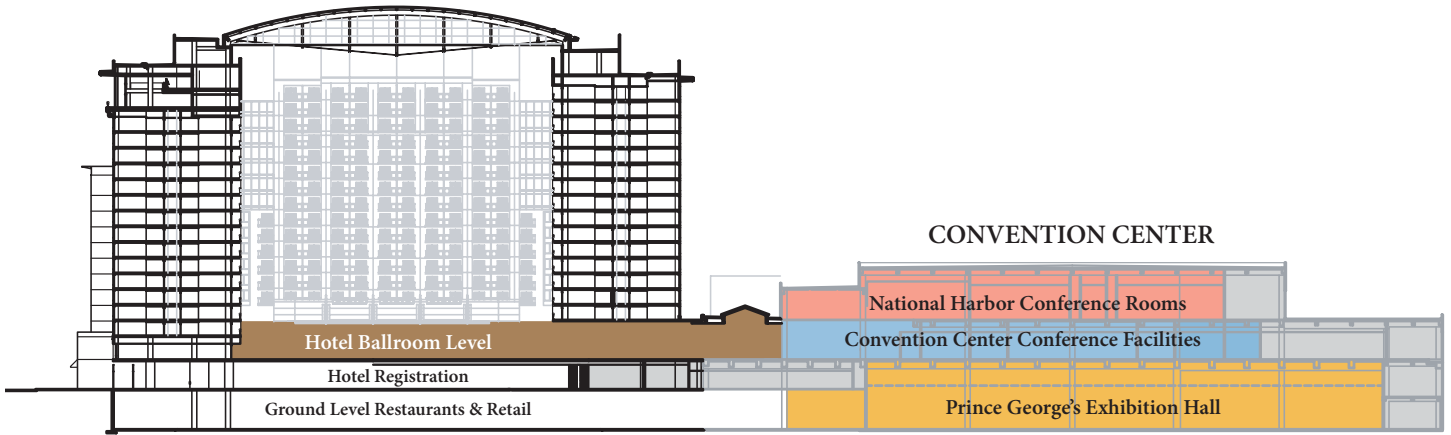 CONVENTION CENTER
National Harbor Conference Rooms
Hotel Ballroom Level
Convention Center Conference Facilities
Hotel Registration
Ground Level Restaurants & Retail
Prince George's Exhibition Hall